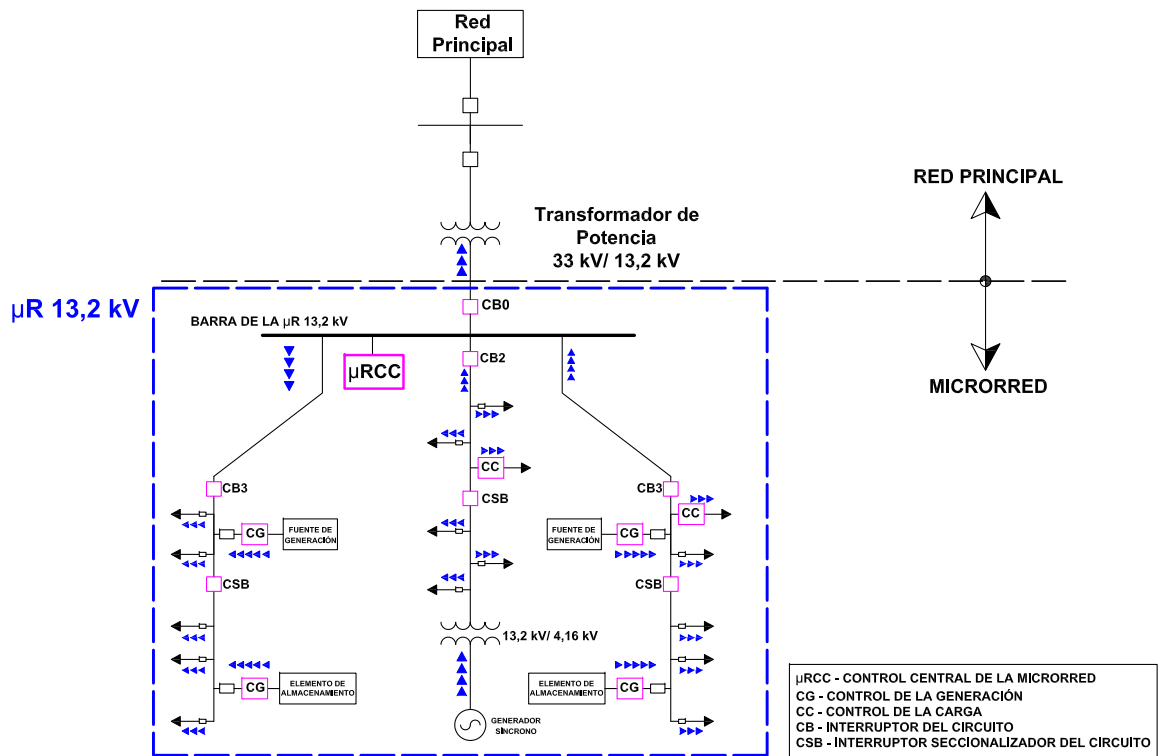 Red
Principal
RED PRINCIPAL
Transformador de
Potencia
33 kV/ 13,2 kV
µR 13,2 kV
CB0
BARRA DE LA µR 13,2 kV
CB2
µRCC
MICRORRED
CC
CB3
CSB
CB3
CC
CG
FUENTE DE
GENERACIÓN
FUENTE DE
GENERACIÓN
CG
CSB
CSB
13,2 kV/ 4,16 kV
CG
ELEMENTO DE
ALMACENAMIENTO
ELEMENTO DE
ALMACENAMIENTO
CG
GENERADOR
SÍNCRONO
µRCC - CONTROL CENTRAL DE LA MICRORRED
CG - CONTROL DE LA GENERACIÓN
CC - CONTROL DE LA CARGA
CB - INTERRUPTOR DEL CIRCUITO
CSB - INTERRUPTOR SECCIONALIZADOR DEL CIRCUITO